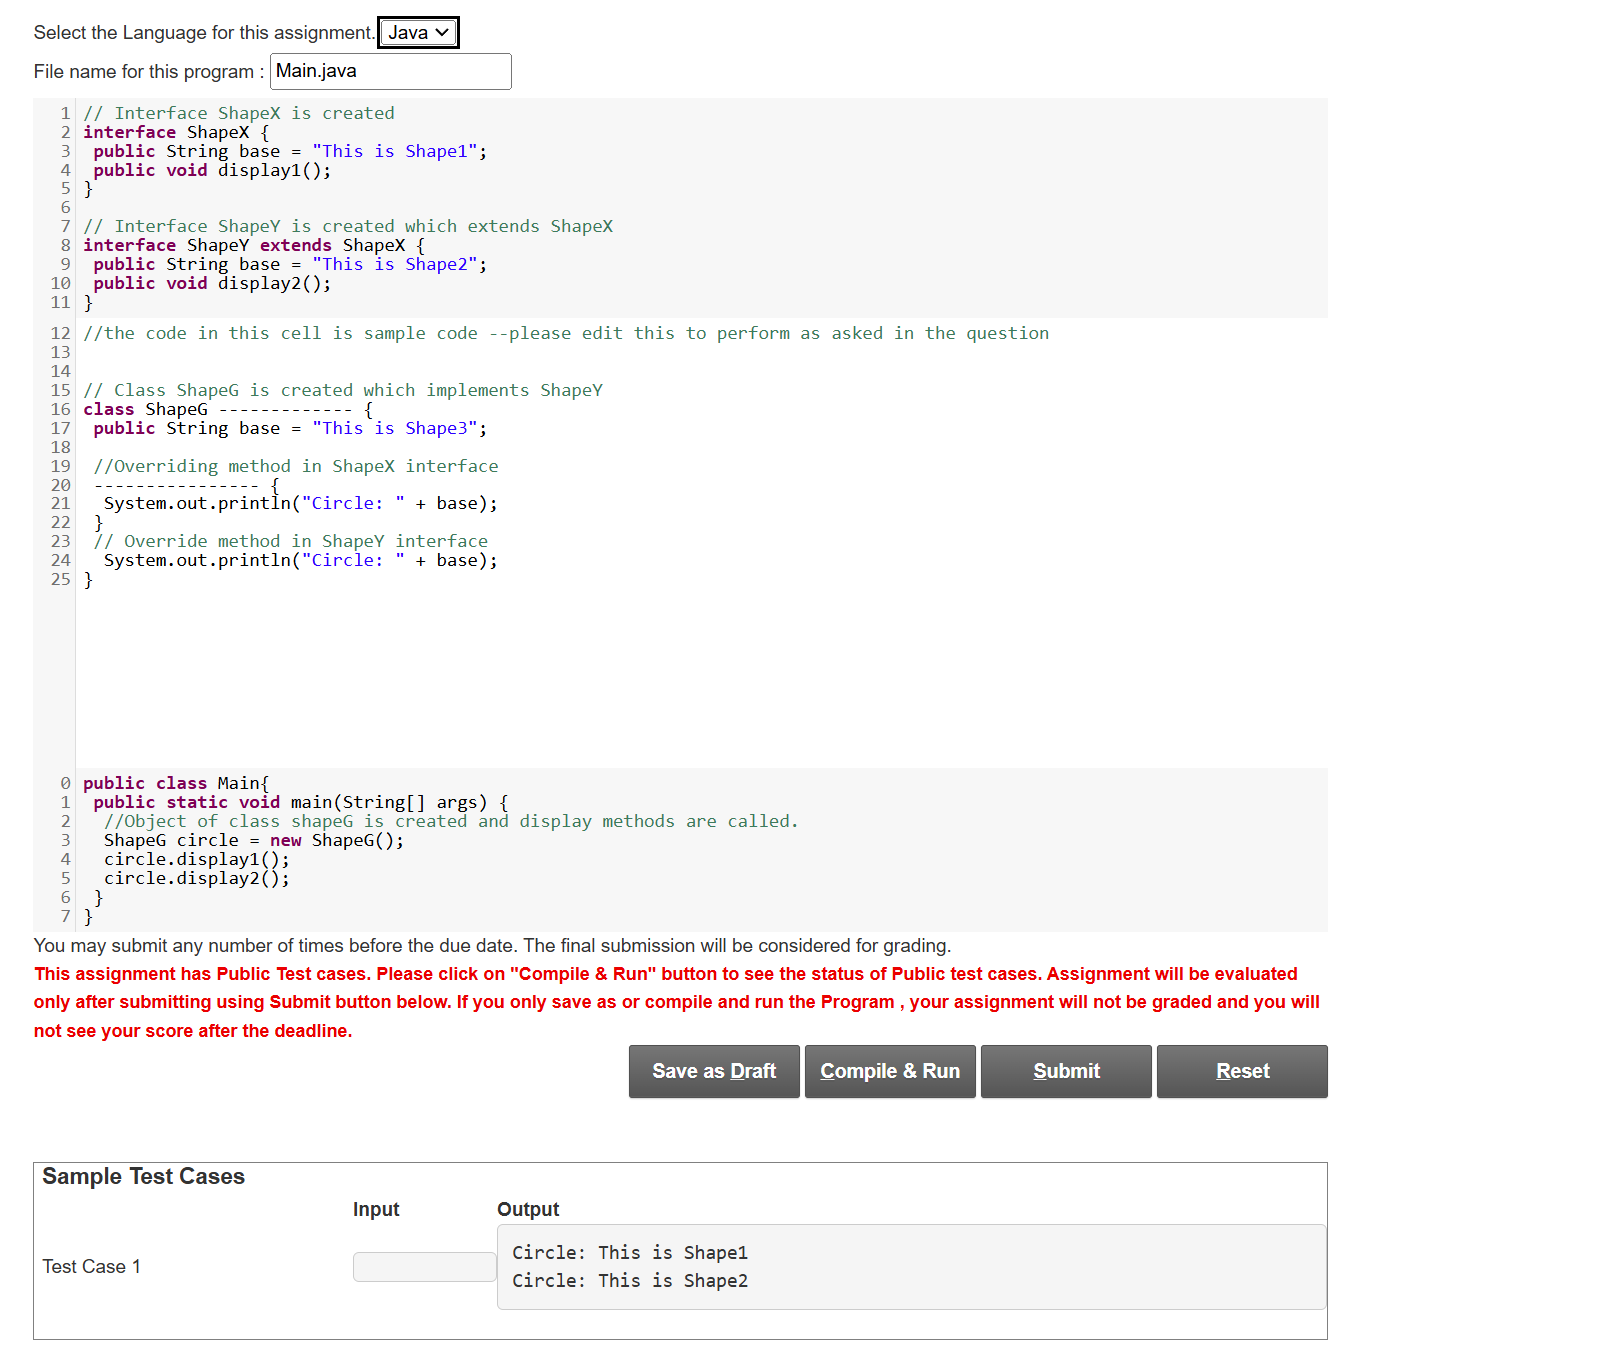 Select the Language for this assignment. Java
File name for this program : Main.java
1 // Interface ShapeX is created
2 interface ShapeX {
3 public String base = "This is Shape1";
4 public void display1();
5 }
6
7 // Interface ShapeY is created which extends ShapeX
8 interface ShapeY extends ShapeX {
9 public String base = "This is Shape2";
10 public void display2();
11 }
12 //the code in this cell is sample code --please edit this to perform as asked in the question
13
14
15 // Class ShapeG is created which implements ShapeY
16 class ShapeG ------------- {
17 public String base = "This is Shape3";
18
19 //Overriding method in ShapeX interface
20 ---------------- {
21 System.out.println("Circle: " + base);
22 }
23 // Override method in ShapeY interface
24 System.out.println("Circle: " + base);
25 }
0 public class Main{
1 public static void main(String[] args) {
2 //Object of class shapeG is created and display methods are called.
3 ShapeG circle = new ShapeG();
4 circle.display1();
5 circle.display2();
6 }
7 }
You may submit any number of times before the due date. The final submission will be considered for grading.
This assignment has Public Test cases. Please click on "Compile & Run" button to see the status of Public test cases. Assignment will be evaluated
only after submitting using Submit button below. If you only save as or compile and run the Program , your assignment will not be graded and you will
not see your score after the deadline.
Save as Draft Compile & Run Submit Reset
Sample Test Cases
Input Output
Test Case 1
Circle: This is Shape1
Circle: This is Shape2